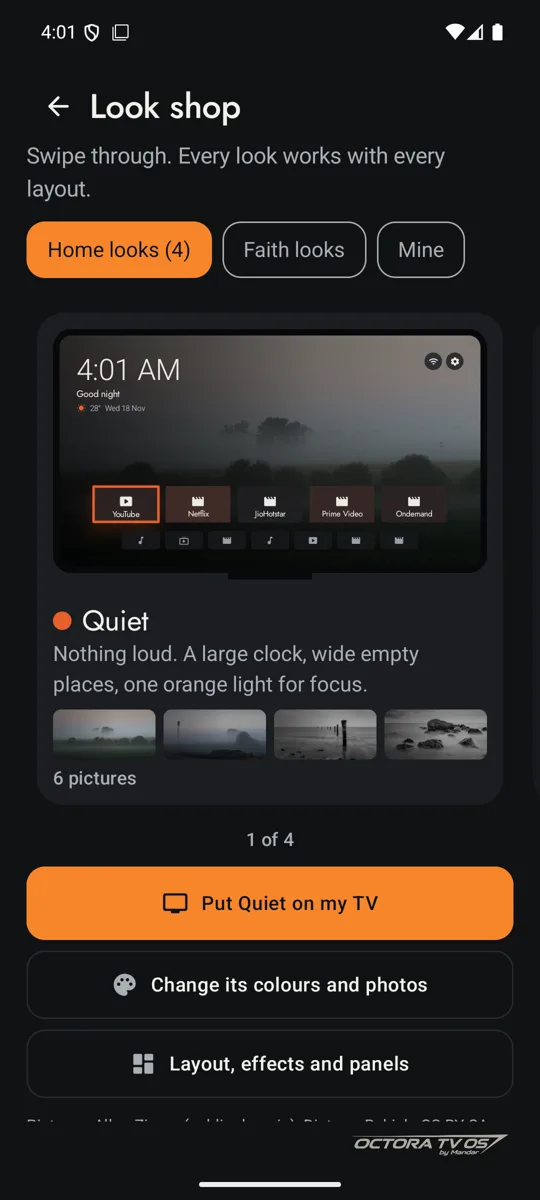 4:01
Look shop
Swipe through. Every look works with every
layout.
Home looks (4)
Faith looks
Mine
4:01 AM
Good night
28° Wed 18 Nov
YouTube
Netflix
JioHotstar
Prime Video
Ondemand
Quiet
Nothing loud. A large clock, wide empty
places, one orange light for focus.
6 pictures
1 of 4
Put Quiet on my TV
Change its colours and photos
Layout, effects and panels
OCTORA TV OS
by Mandar